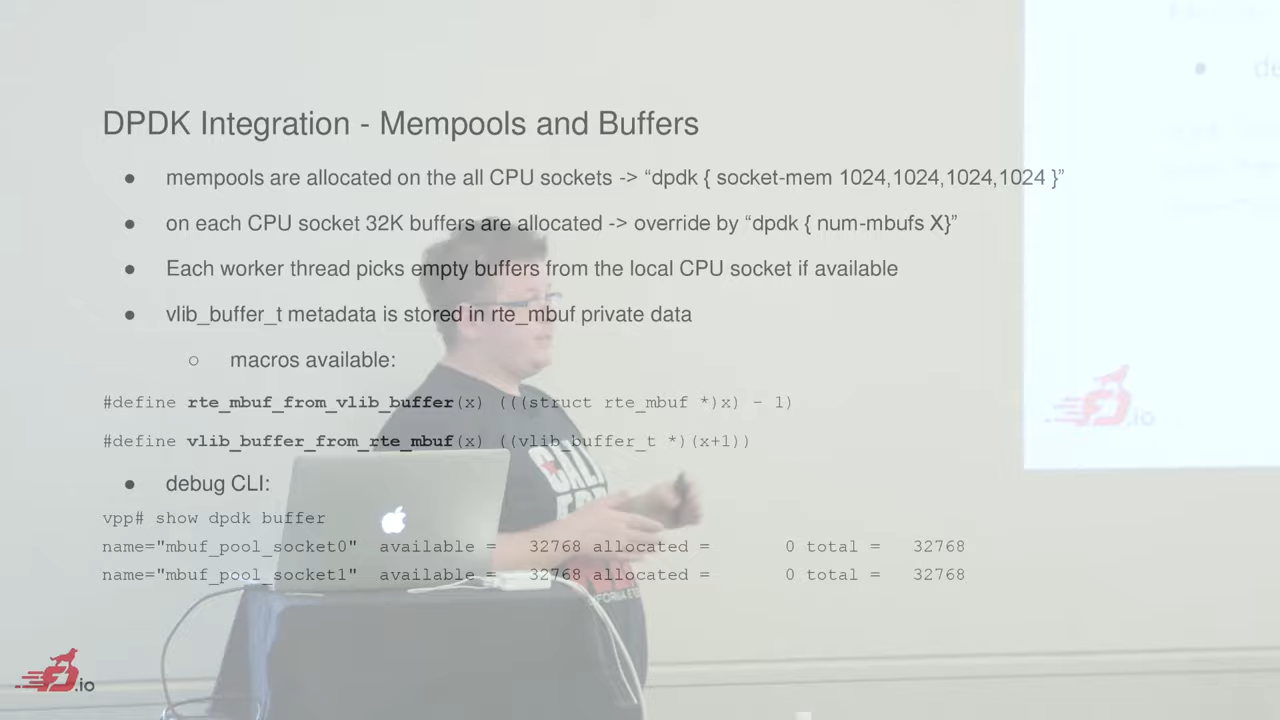 DPDK Integration - Mempools and Buffers
● mempools are allocated on the all CPU sockets -> “dpdk { socket-mem 1024,1024,1024,1024 }”
● on each CPU socket 32K buffers are allocated -> override by “dpdk { num-mbufs X}”
● Each worker thread picks empty buffers from the local CPU socket if available
● vlib_buffer_t metadata is stored in rte_mbuf private data
○ macros available:
#define rte_mbuf_from_vlib_buffer(x) (((struct rte_mbuf *)x) - 1)
#define vlib_buffer_from_rte_mbuf(x) ((vlib_buffer_t *)(x+1))
● debug CLI:
vpp# show dpdk buffer
name="mbuf_pool_socket0" available = 32768 allocated = 0 total = 32768
name="mbuf_pool_socket1" available = 32768 allocated = 0 total = 32768
.io
.io